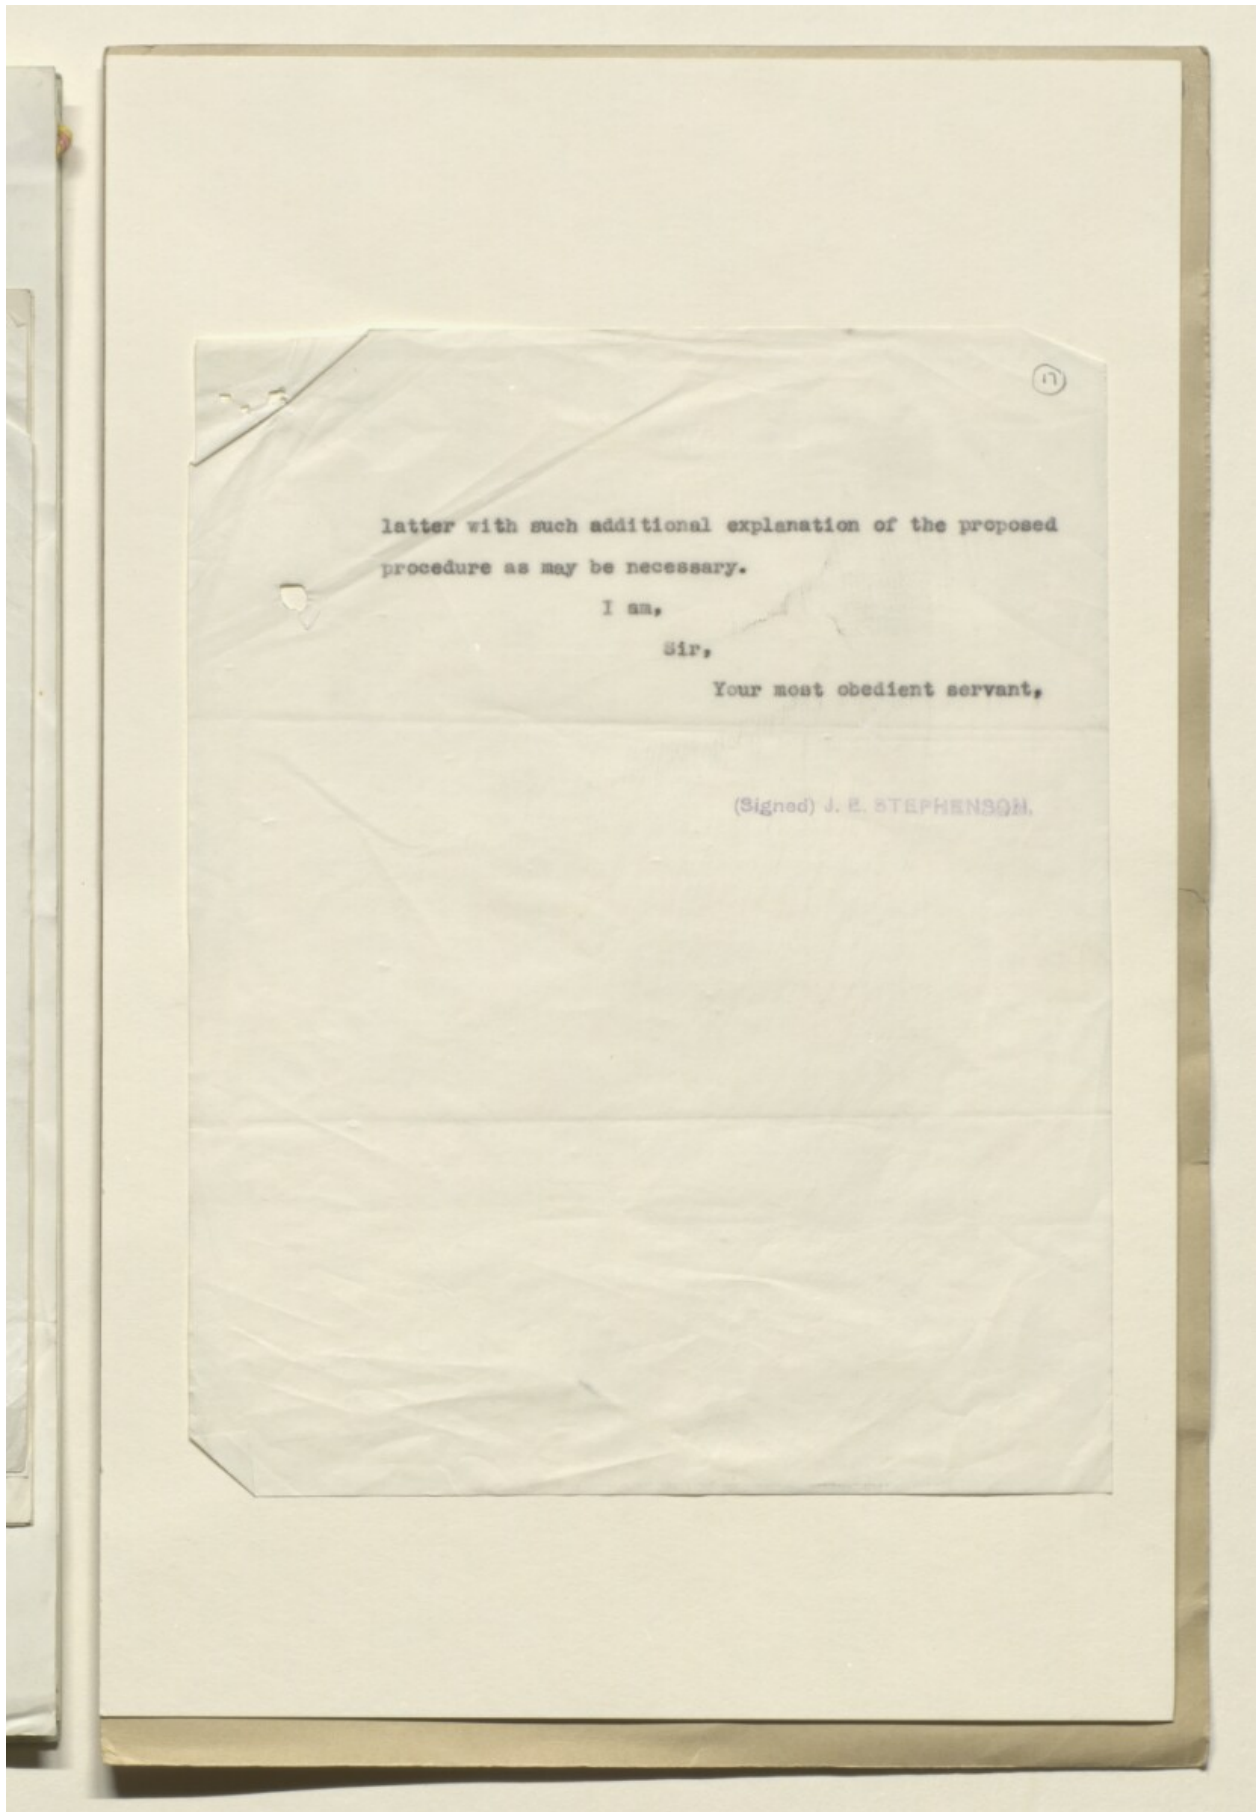 17
latter with such additional explanation of the proposed
procedure as may be necessary.
I am,
Sir,
Your most obedient servant,
(Signed) J. E. STEPHENSON.